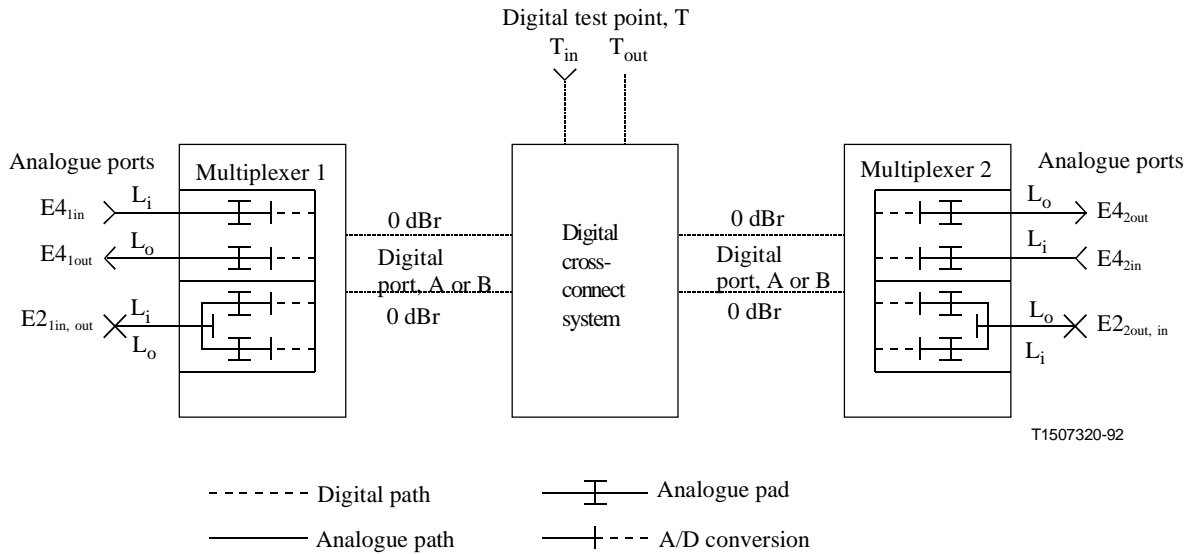 Digital test point, T
T_in T_out
Analogue ports
Multiplexer 1
L_i
E4_1in
L_o
E4_1out
L_i
E2_1in, out
L_o
0 dBr
Digital
port, A or B
0 dBr
Digital
cross-
connect
system
0 dBr
Digital
port, A or B
0 dBr
Multiplexer 2
Analogue ports
L_o
E4_2out
L_i
E4_2in
L_o
E2_2out, in
L_i
T1507320-92
Digital path
Analogue pad
Analogue path
A/D conversion